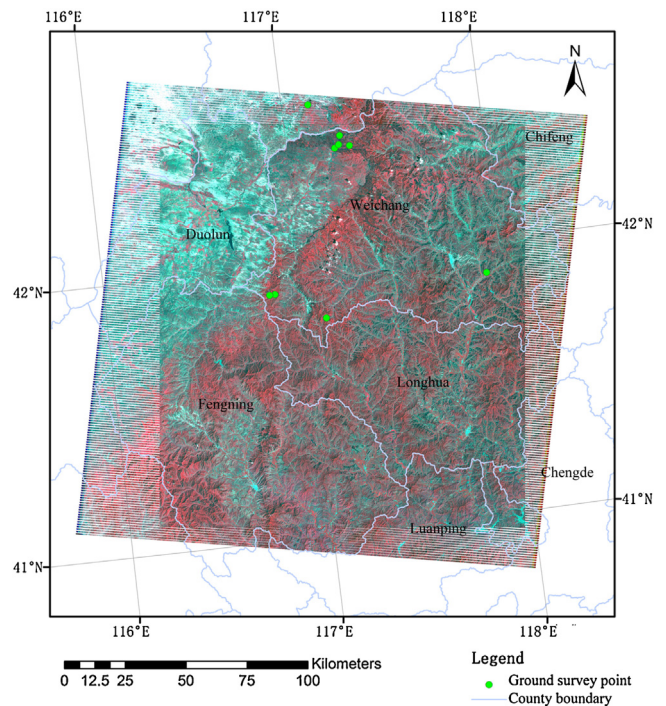 116°E 117°E 118°E
N
Chifeng
Weichang
42°N
Duolun
42°N
Longhua
Fengning
Chengde
41°N
Luanping
41°N
116°E 117°E 118°E
Kilometers
0 12.5 25 50 75 100
Legend
Ground survey point
County boundary